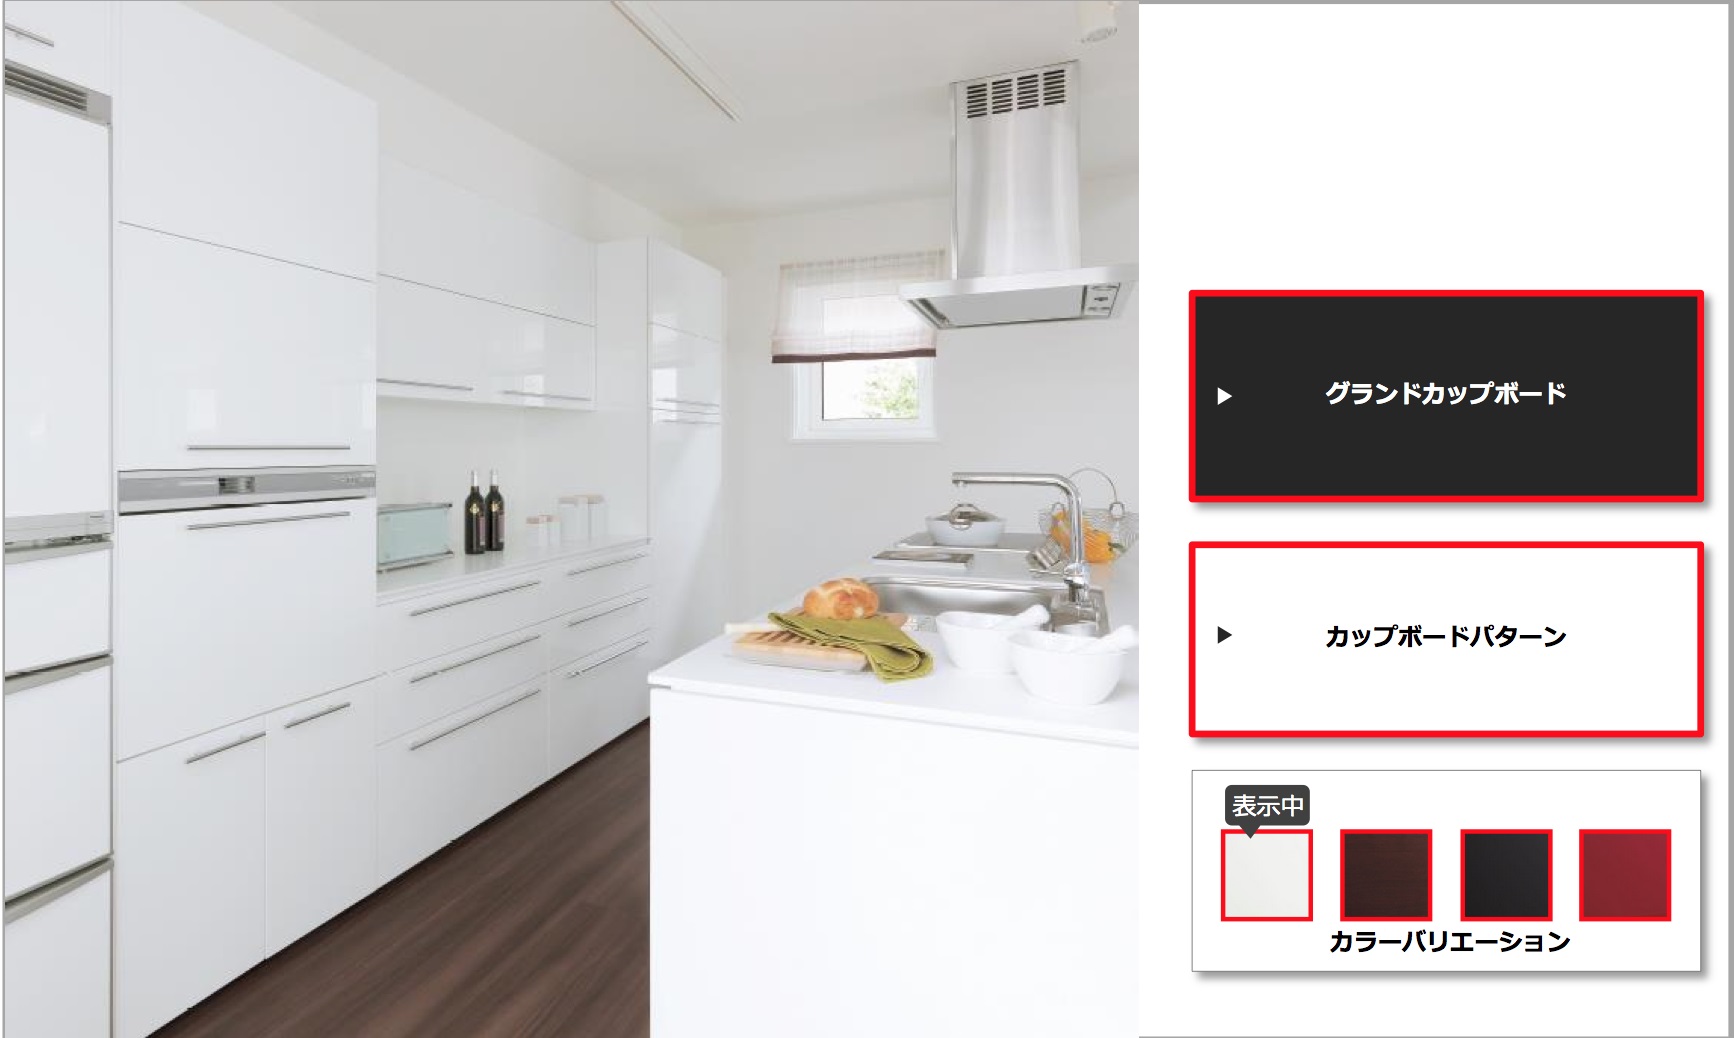 グランドカップボード
カップボードパターン
表示中
カラーバリエーション